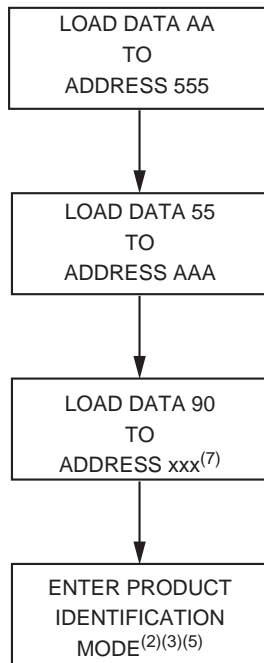 LOAD DATA AA
TO
ADDRESS 555
LOAD DATA 55
TO
ADDRESS AAA
LOAD DATA 90
TO
ADDRESS xxx(7)
ENTER PRODUCT
IDENTIFICATION
MODE(2)(3)(5)